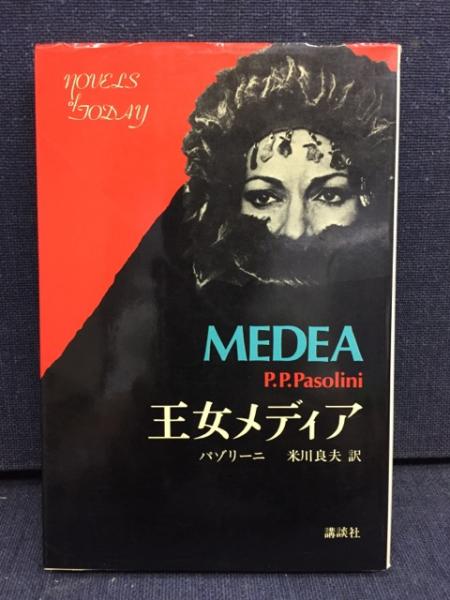 NOVELS
of
TODAY
MEDEA
P.P.Pasolini
王女メディア
パゾリーニ 米川良夫 訳
講談社